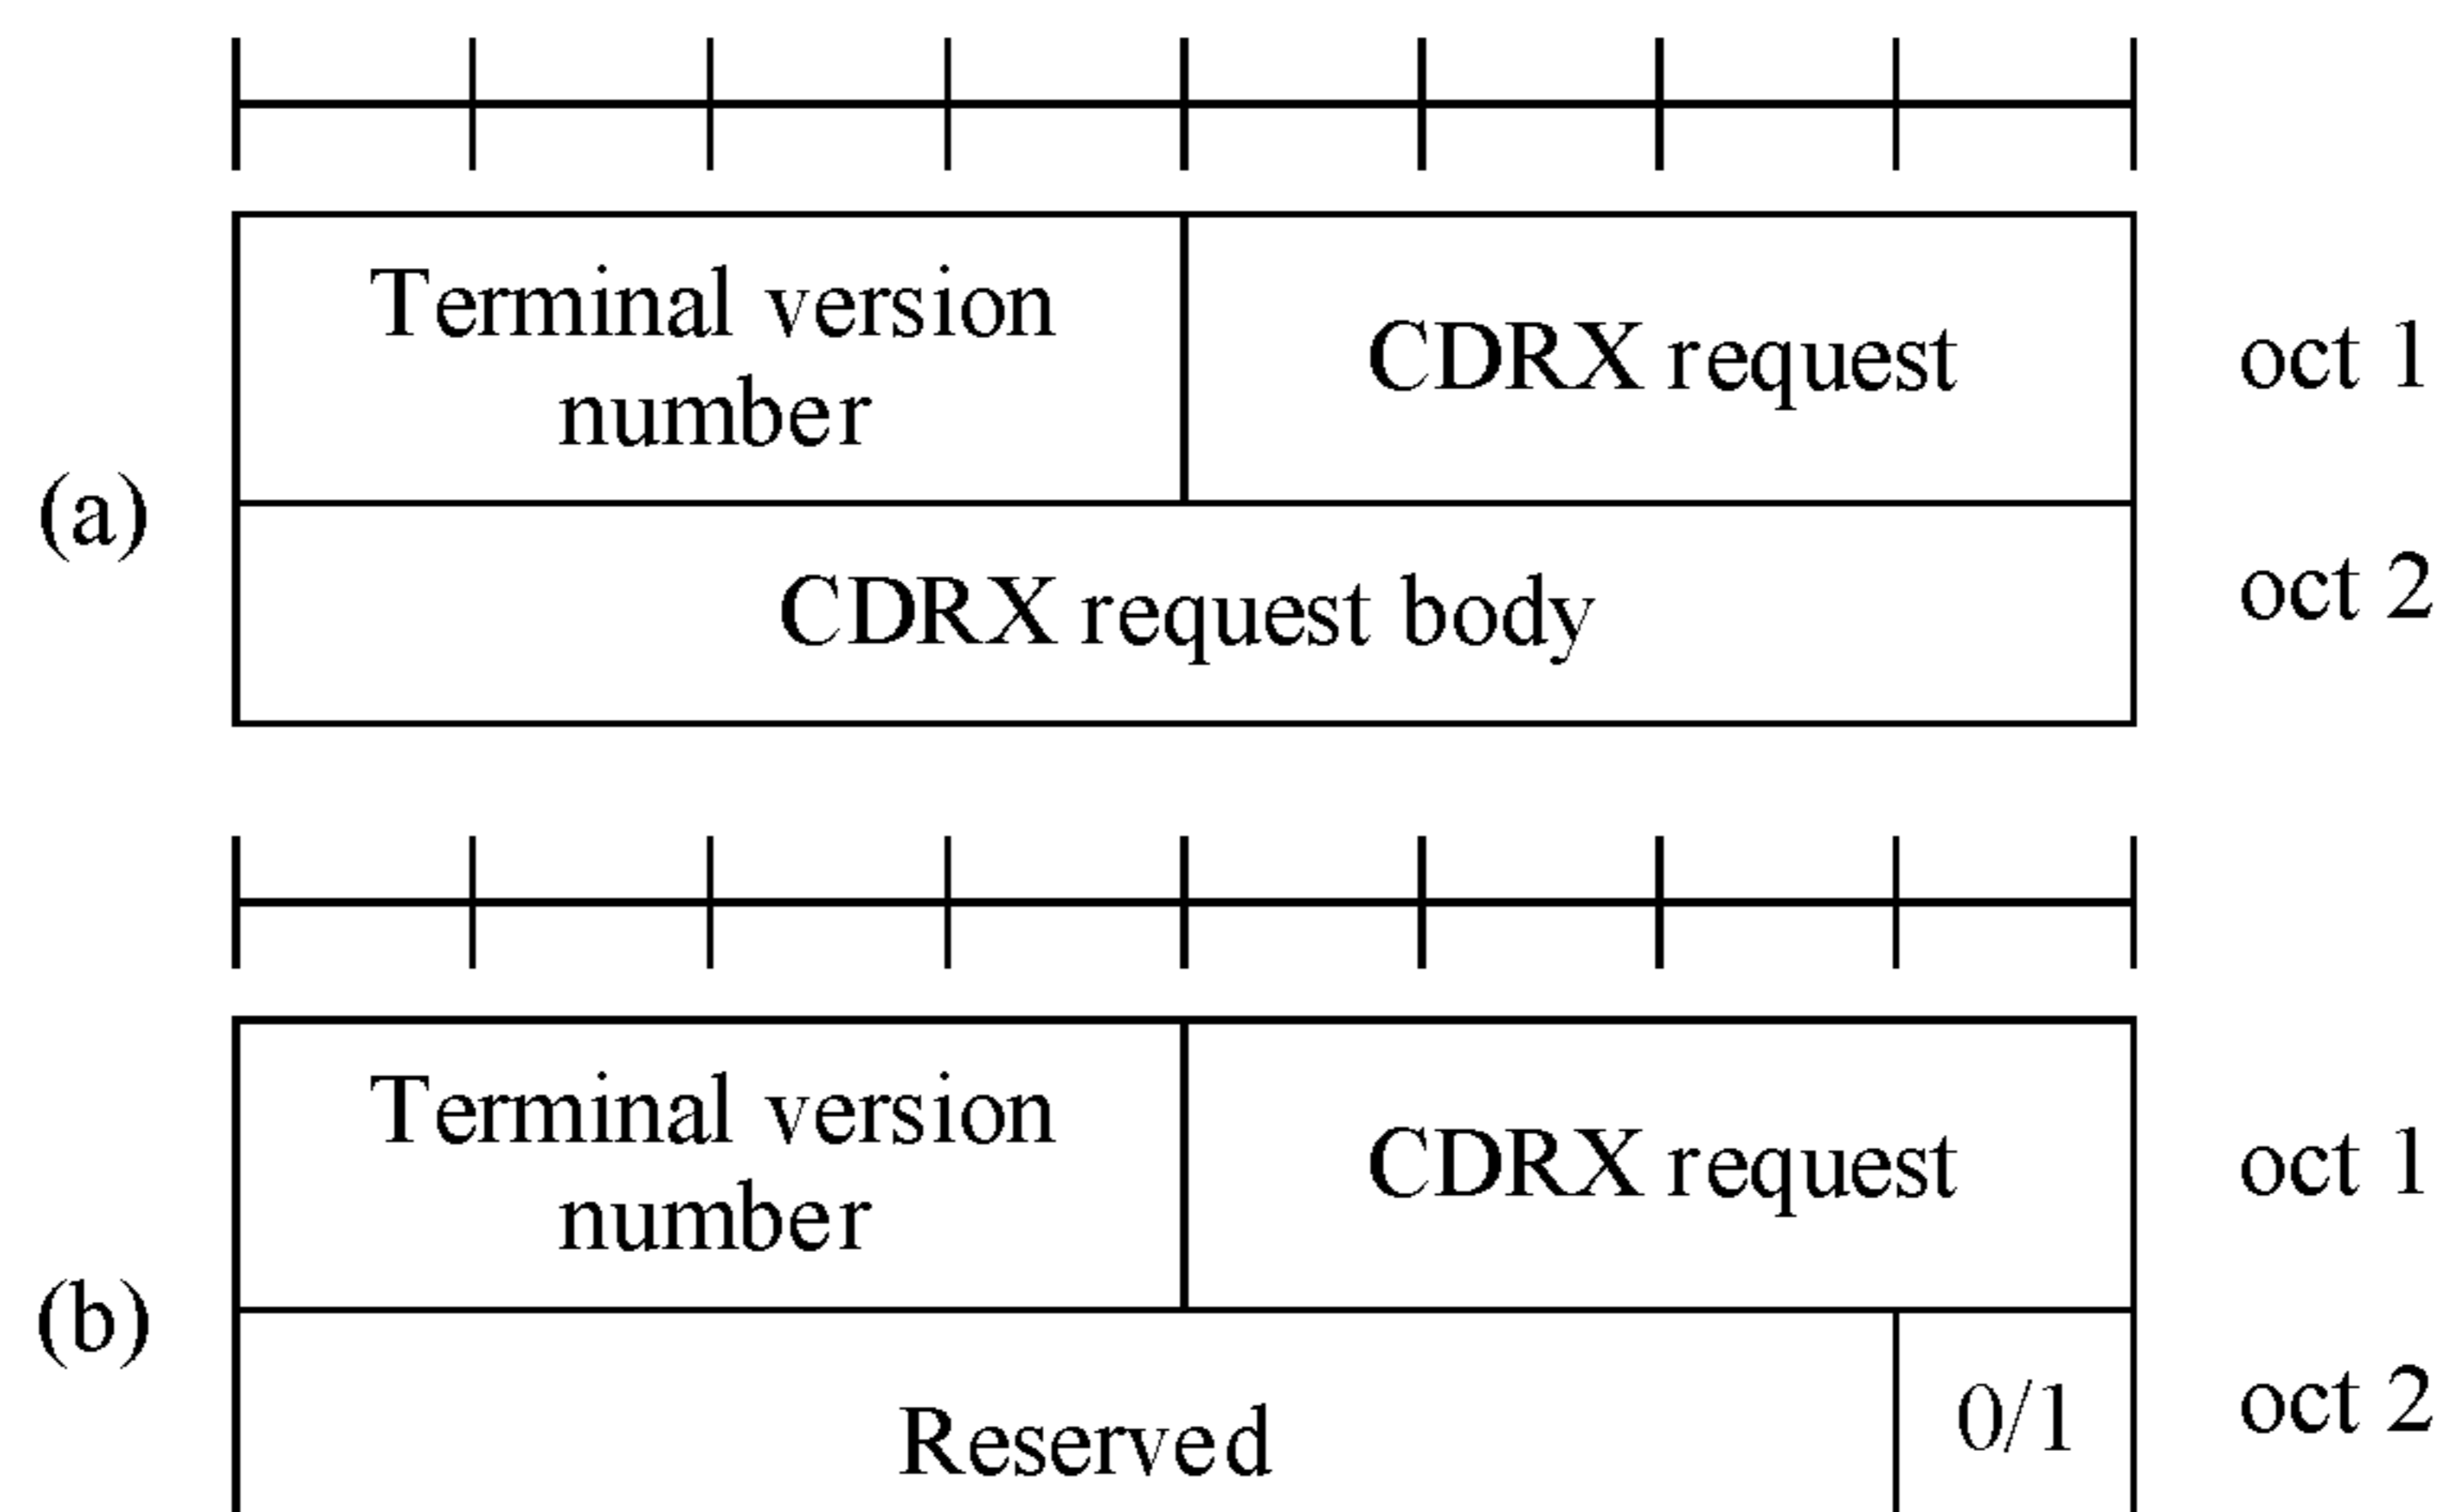 Terminal version
number
CDRX request
oct 1
(a)
CDRX request body
oct 2
Terminal version
number
CDRX request
oct 1
(b)
Reserved
0/1
oct 2